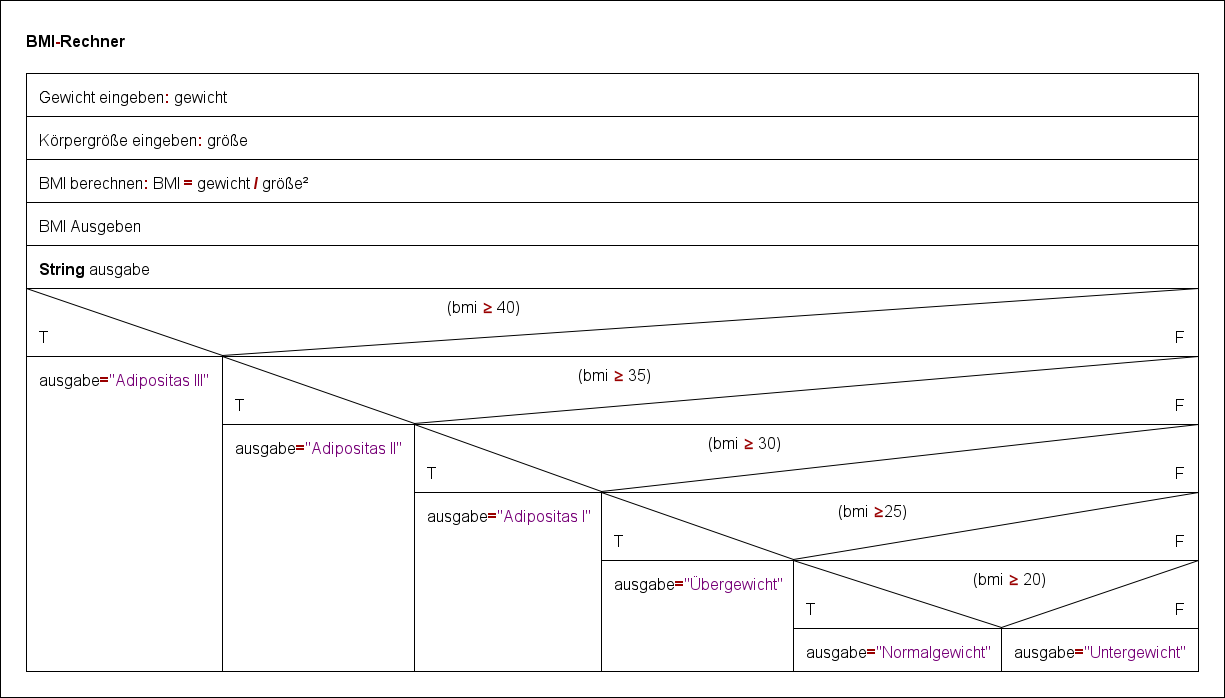 BMI-Rechner
Gewicht eingeben: gewicht
Körpergröße eingeben: größe
BMI berechnen: BMI = gewicht / größe²
BMI Ausgeben
String ausgabe
(bmi ≥ 40)
T
F
ausgabe="Adipositas III"
(bmi ≥ 35)
T
F
ausgabe="Adipositas II"
(bmi ≥ 30)
T
F
ausgabe="Adipositas I"
(bmi ≥25)
T
F
ausgabe="Übergewicht"
(bmi ≥ 20)
T
F
ausgabe="Normalgewicht"
ausgabe="Untergewicht"